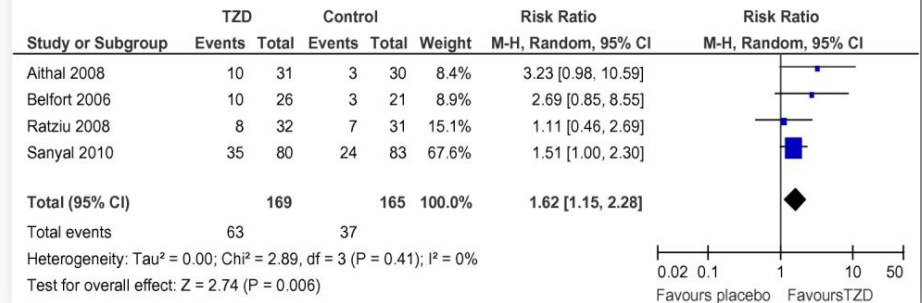 TZD Control Risk Ratio Risk Ratio
Study or Subgroup Events Total Events Total Weight M-H, Random, 95% CI M-H, Random, 95% CI
Aithal 2008 10 31 3 30 8.4% 3.23 [0.98, 10.59]
Belfort 2006 10 26 3 21 8.9% 2.69 [0.85, 8.55]
Ratziu 2008 8 32 7 31 15.1% 1.11 [0.46, 2.69]
Sanyal 2010 35 80 24 83 67.6% 1.51 [1.00, 2.30]
Total (95% CI) 169 165 100.0% 1.62 [1.15, 2.28]
Total events 63 37
Heterogeneity: Tau² = 0.00; Chi² = 2.89, df = 3 (P = 0.41); I² = 0%
Test for overall effect: Z = 2.74 (P = 0.006)
0.02 0.1 1 10 50
Favours placebo FavoursTZD